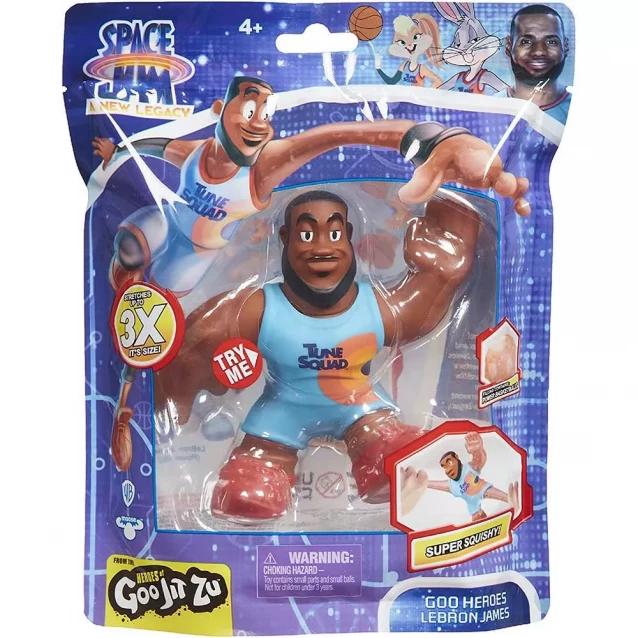 SPACE
JAM
A NEW LEGACY
4+
TUNE
SQUAD
STRETCHES
UP TO
3X
IT'S SIZE!
TRY
ME
TUNE
SQUAD
SUPER SQUISHY!
WB
moose
FROM THE
HEROES of
Goo Jit Zu
WARNING:
CHOKING HAZARD—
Toy contains small parts and small balls.
Not for children under 3 years.
GOO HEROES
LEBRON JAMES